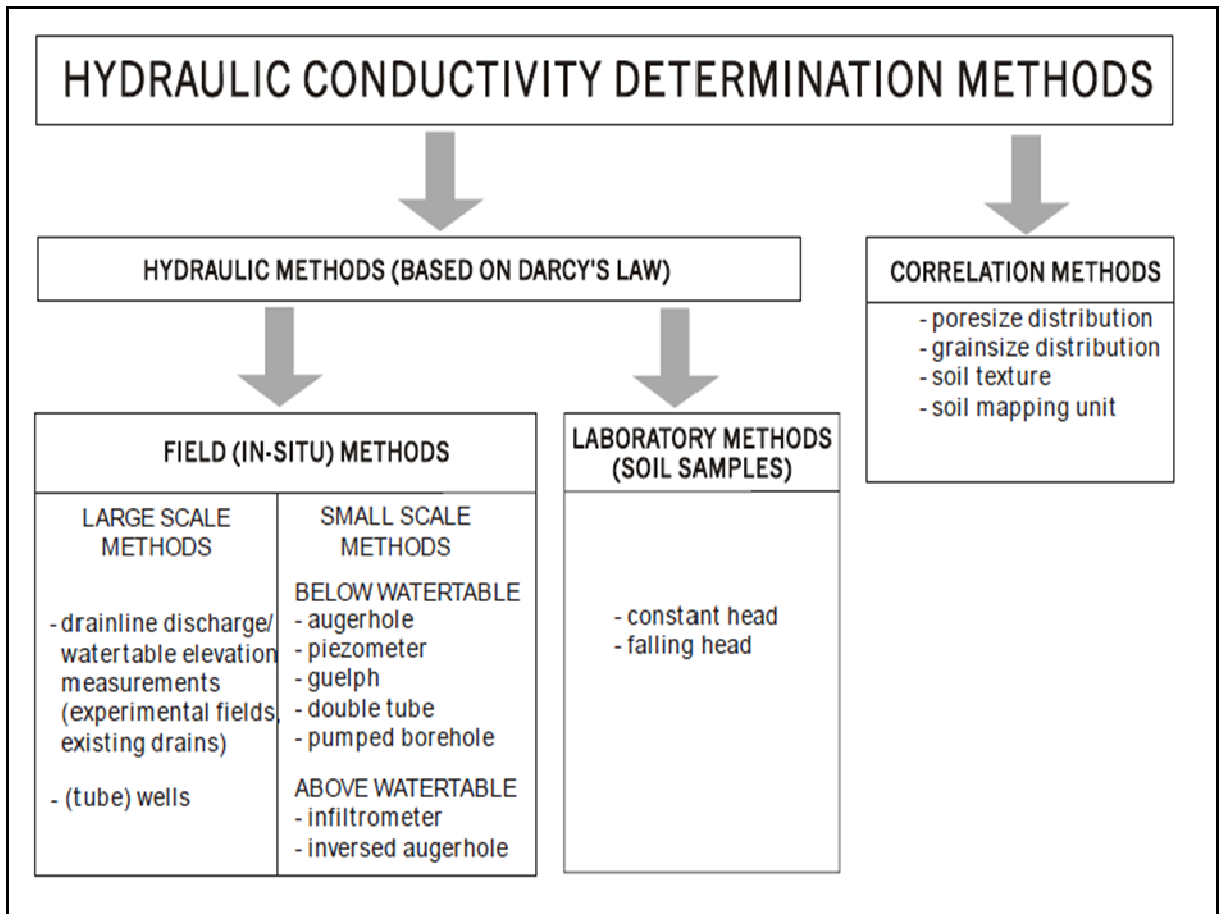 HYDRAULIC CONDUCTIVITY DETERMINATION METHODS
HYDRAULIC METHODS (BASED ON DARCY'S LAW)
CORRELATION METHODS
- poresize distribution
- grainsize distribution
- soil texture
- soil mapping unit
FIELD (IN-SITU) METHODS
LARGE SCALE
METHODS
- drainline discharge/
watertable elevation
measurements
(experimental fields,
existing drains)
- (tube) wells
SMALL SCALE
METHODS
BELOW WATERTABLE
- augerhole
- piezometer
- guelph
- double tube
- pumped borehole
ABOVE WATERTABLE
- infiltrometer
- inversed augerhole
LABORATORY METHODS
(SOIL SAMPLES)
- constant head
- falling head